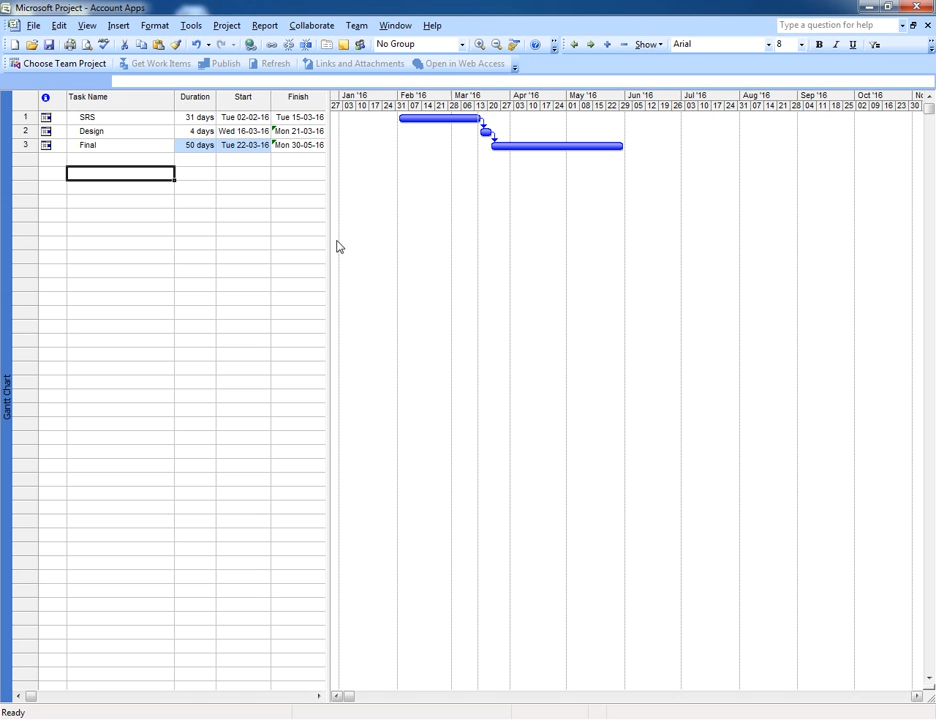 Microsoft Project - Account Apps
File Edit View Insert Format Tools Project Report Collaborate Team Window Help
Type a question for help
No Group Show Arial 8 B I U
Choose Team Project Get Work Items Publish Refresh Links and Attachments Open in Web Access
Task Name Duration Start Finish
Jan '16 Feb '16 Mar '16 Apr '16 May '16 Jun '16 Jul '16 Aug '16 Sep '16 Oct '16 No
27 03 10 17 24 31 07 14 21 28 06 13 20 27 03 10 17 24 01 08 15 22 29 05 12 19 26 03 10 17 24 31 07 14 21 28 04 11 18 25 02 09 16 23 30
1 SRS 31 days Tue 02-02-16 Tue 15-03-16
2 Design 4 days Wed 16-03-16 Mon 21-03-16
3 Final 50 days Tue 22-03-16 Mon 30-05-16
Gantt Chart
Ready